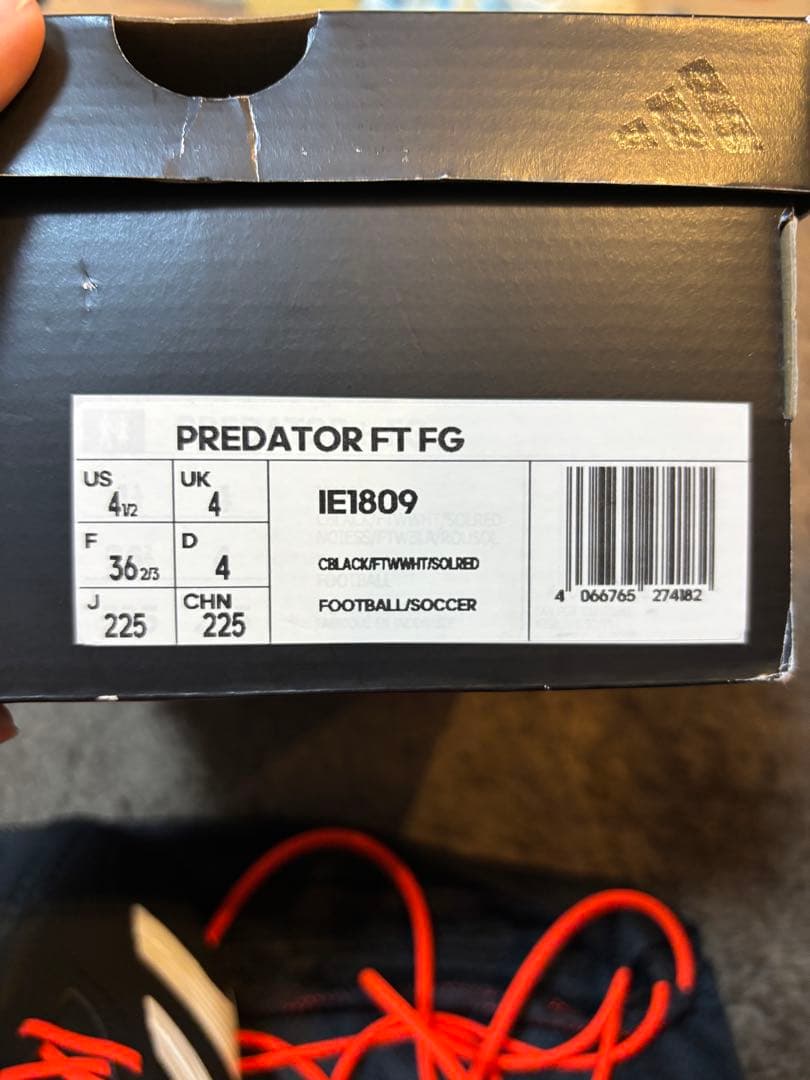 PREDATOR FT FG
US 4 1/2
UK 4
F 36 2/3
D 4
J 225
CHN 225
IE1809
CBLACK/FTWWHT/SOLRED
FOOTBALL/SOCCER
4 066765 274182